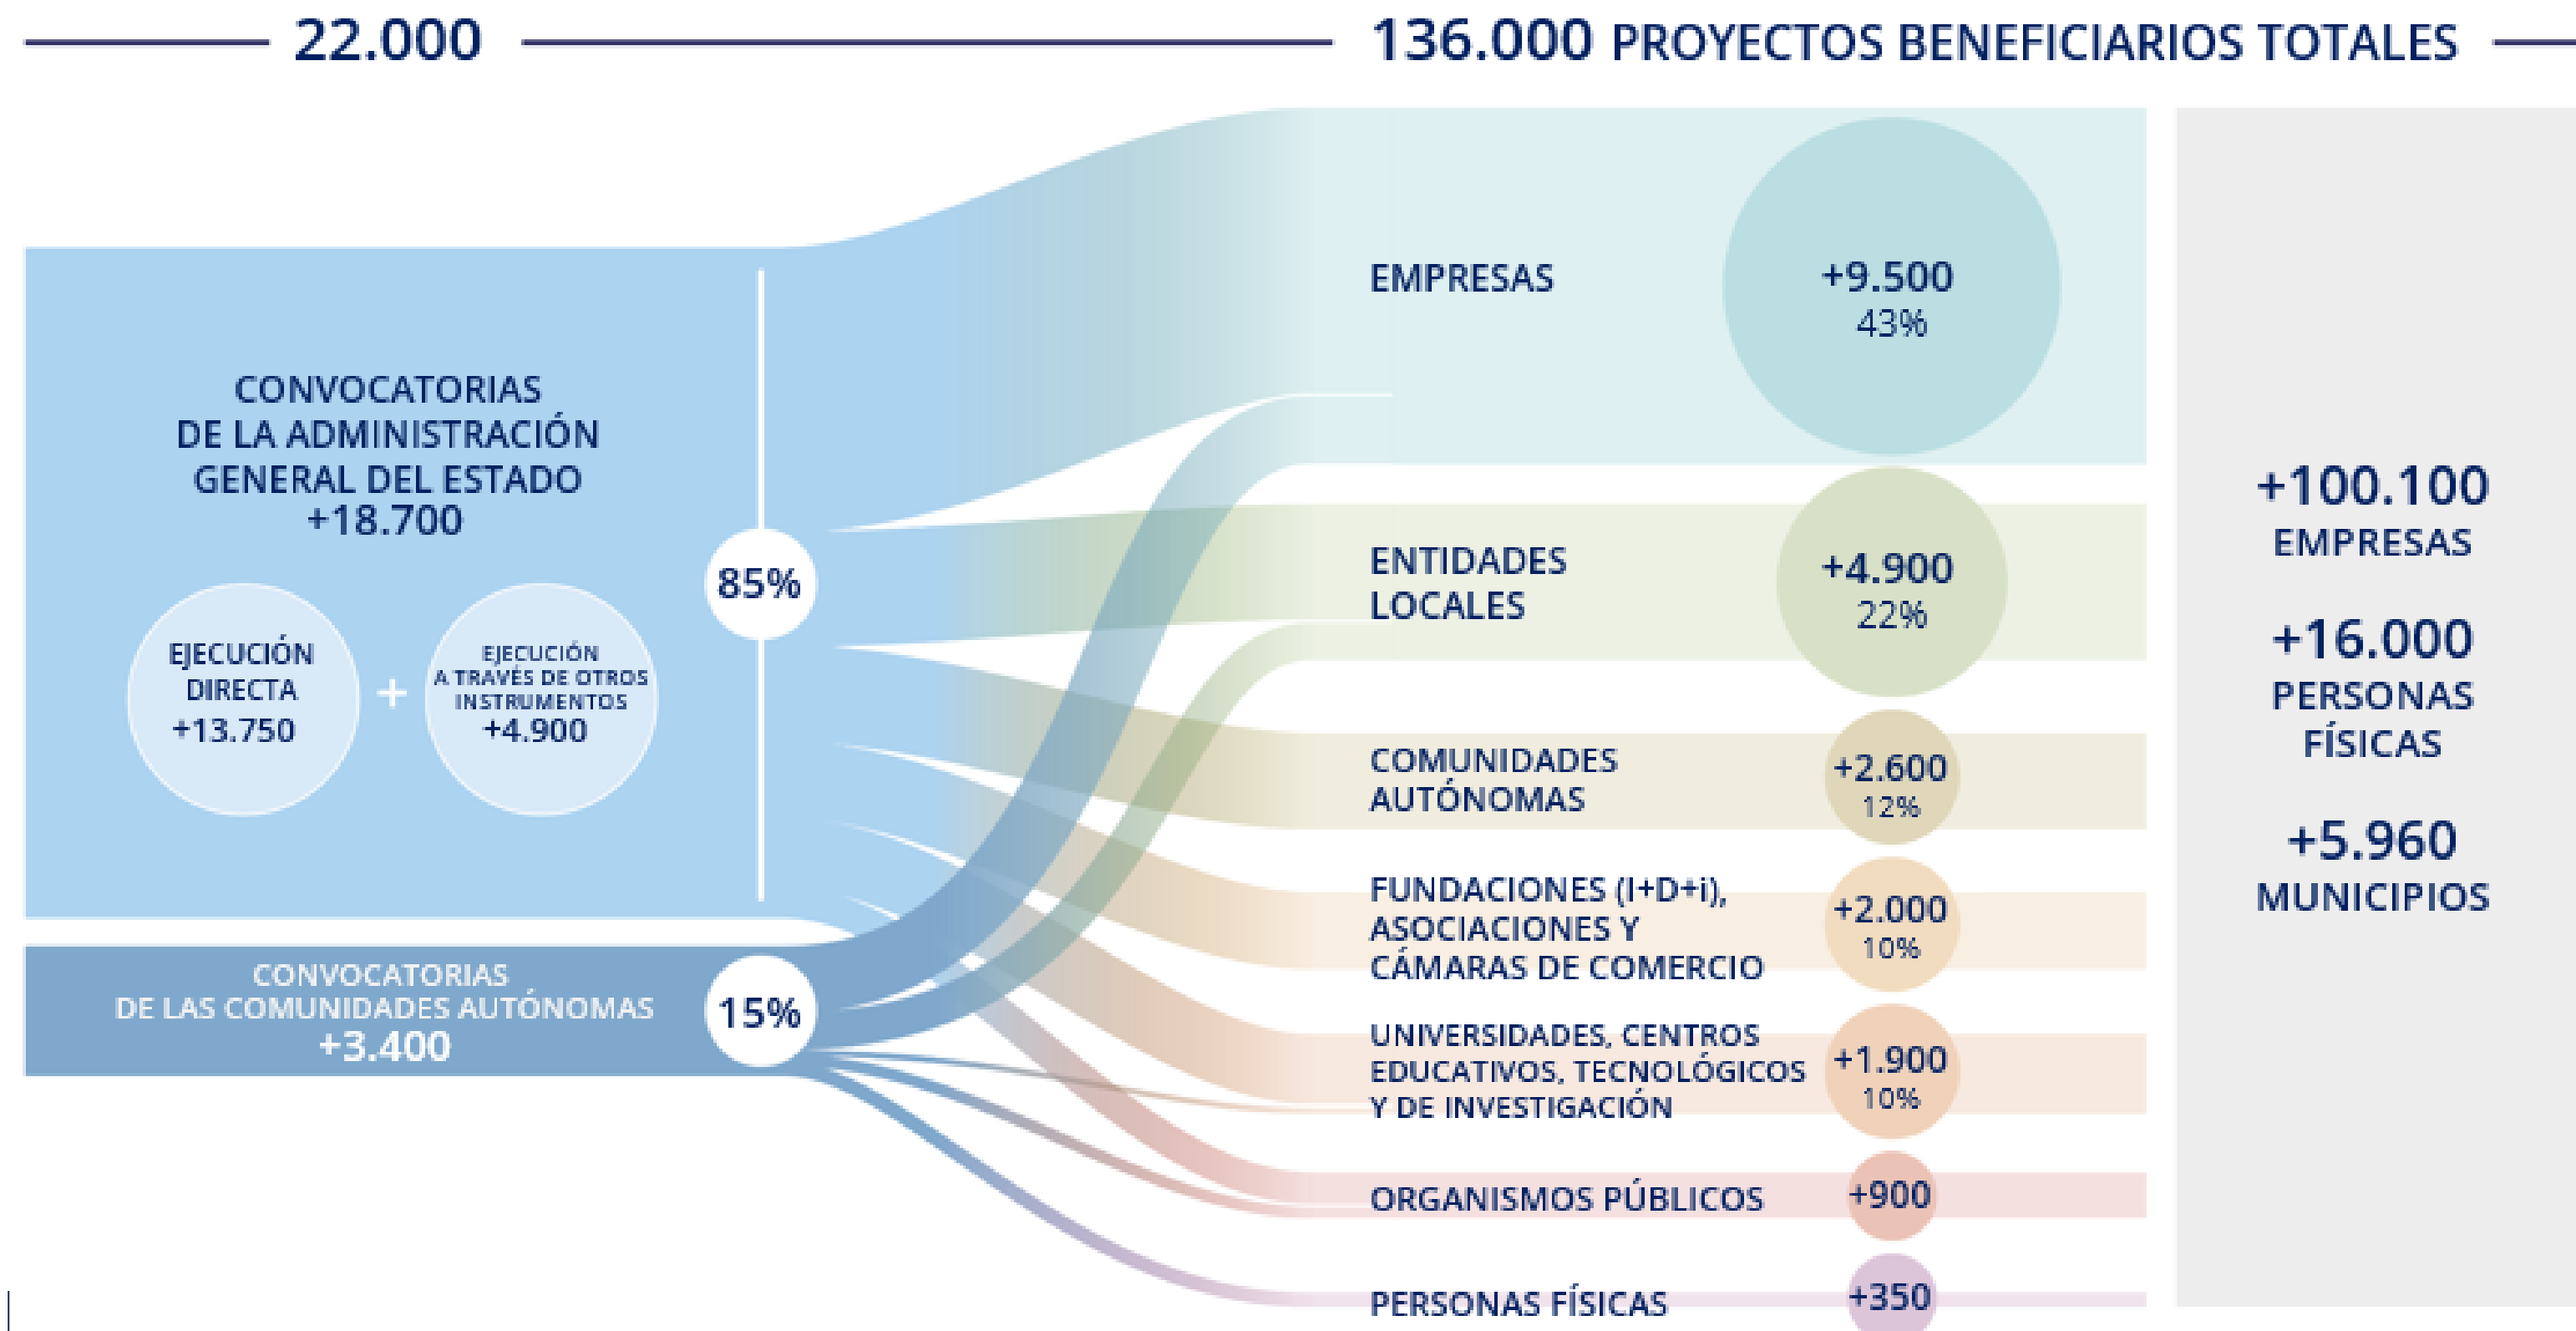 22.000
136.000 PROYECTOS BENEFICIARIOS TOTALES
CONVOCATORIAS
DE LA ADMINISTRACIÓN
GENERAL DEL ESTADO
+18.700
EJECUCIÓN
DIRECTA
+13.750
+
EJECUCIÓN
A TRAVÉS DE OTROS
INSTRUMENTOS
+4.900
85%
CONVOCATORIAS
DE LAS COMUNIDADES AUTÓNOMAS
+3.400
15%
EMPRESAS
+9.500
43%
ENTIDADES
LOCALES
+4.900
22%
COMUNIDADES
AUTÓNOMAS
+2.600
12%
FUNDACIONES (I+D+i),
ASOCIACIONES Y
CÁMARAS DE COMERCIO
+2.000
10%
UNIVERSIDADES, CENTROS
EDUCATIVOS, TECNOLÓGICOS
Y DE INVESTIGACIÓN
+1.900
10%
ORGANISMOS PÚBLICOS
+900
PERSONAS FÍSICAS
+350
+100.100
EMPRESAS
+16.000
PERSONAS
FÍSICAS
+5.960
MUNICIPIOS